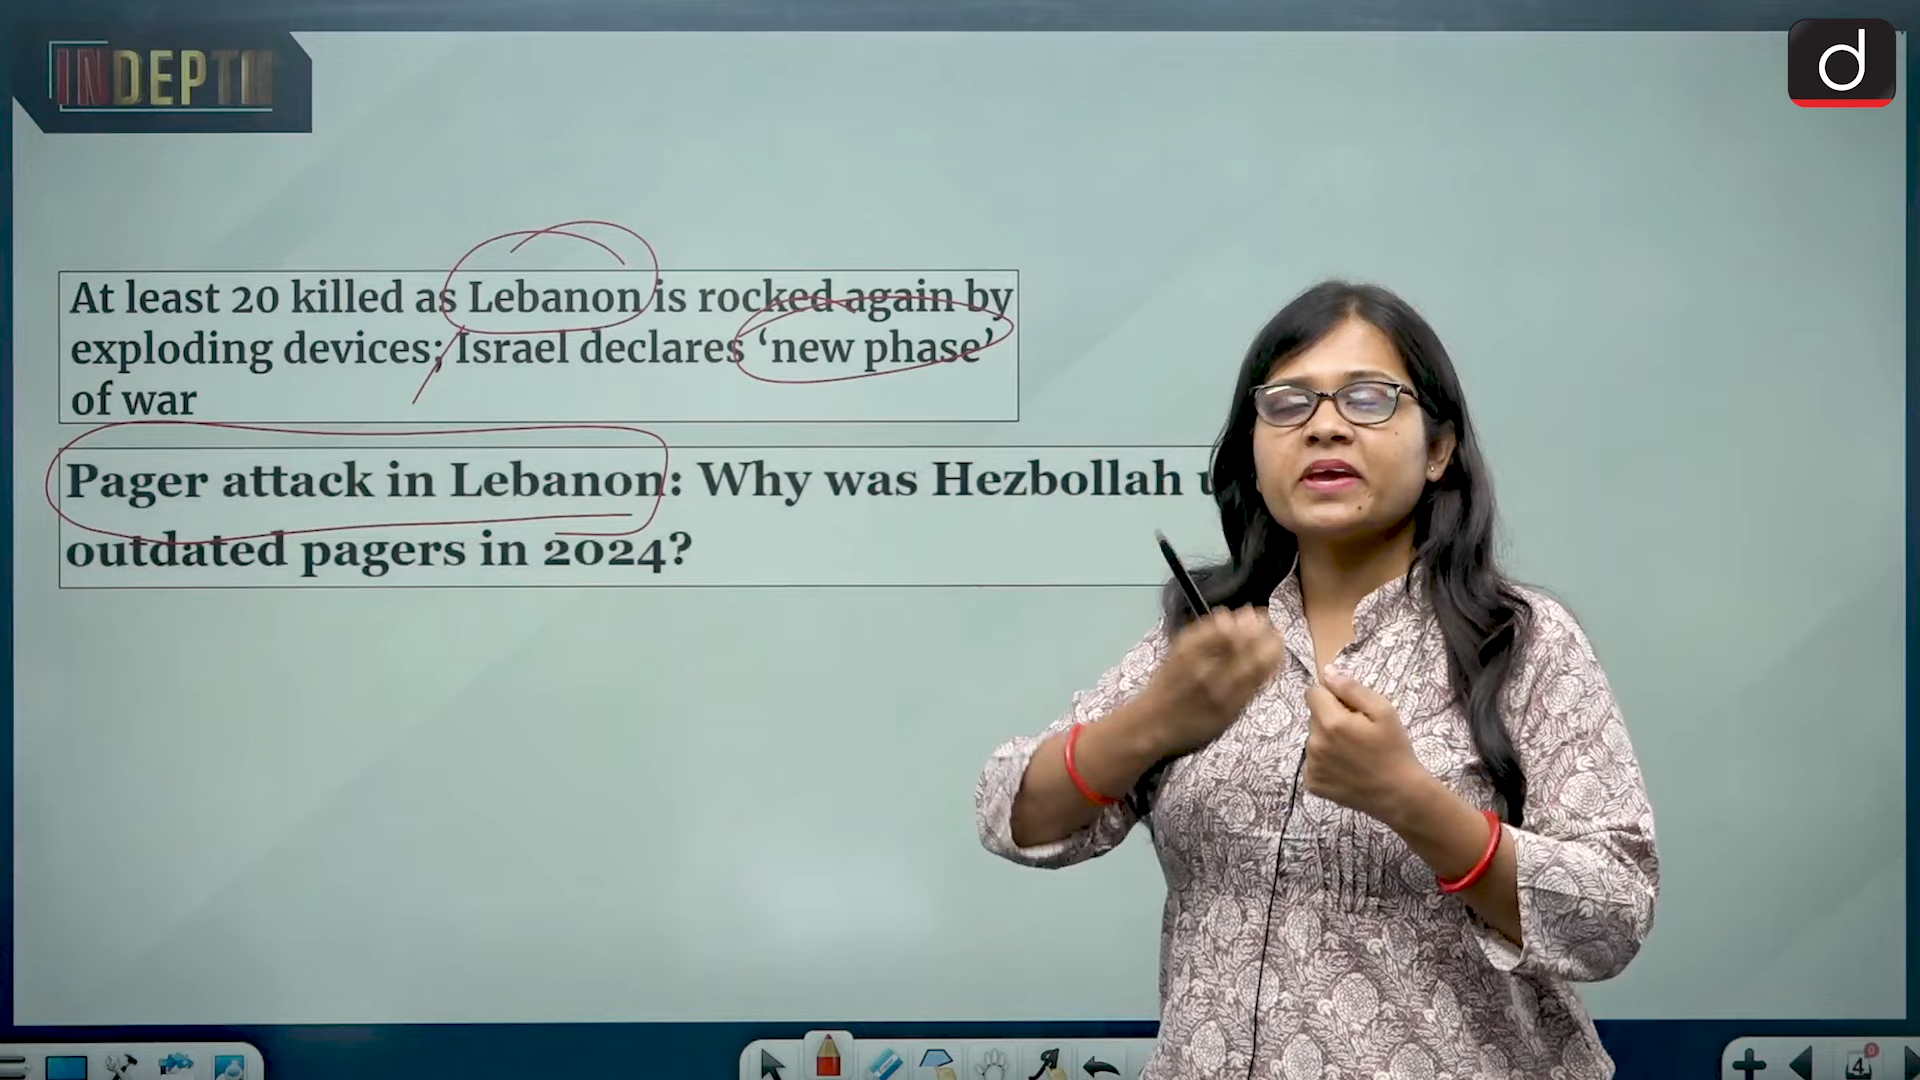 INDEPTH
d
At least 20 killed as Lebanon is rocked again by
exploding devices; Israel declares ‘new phase’
of war
Pager attack in Lebanon: Why was Hezbollah
outdated pagers in 2024?
4